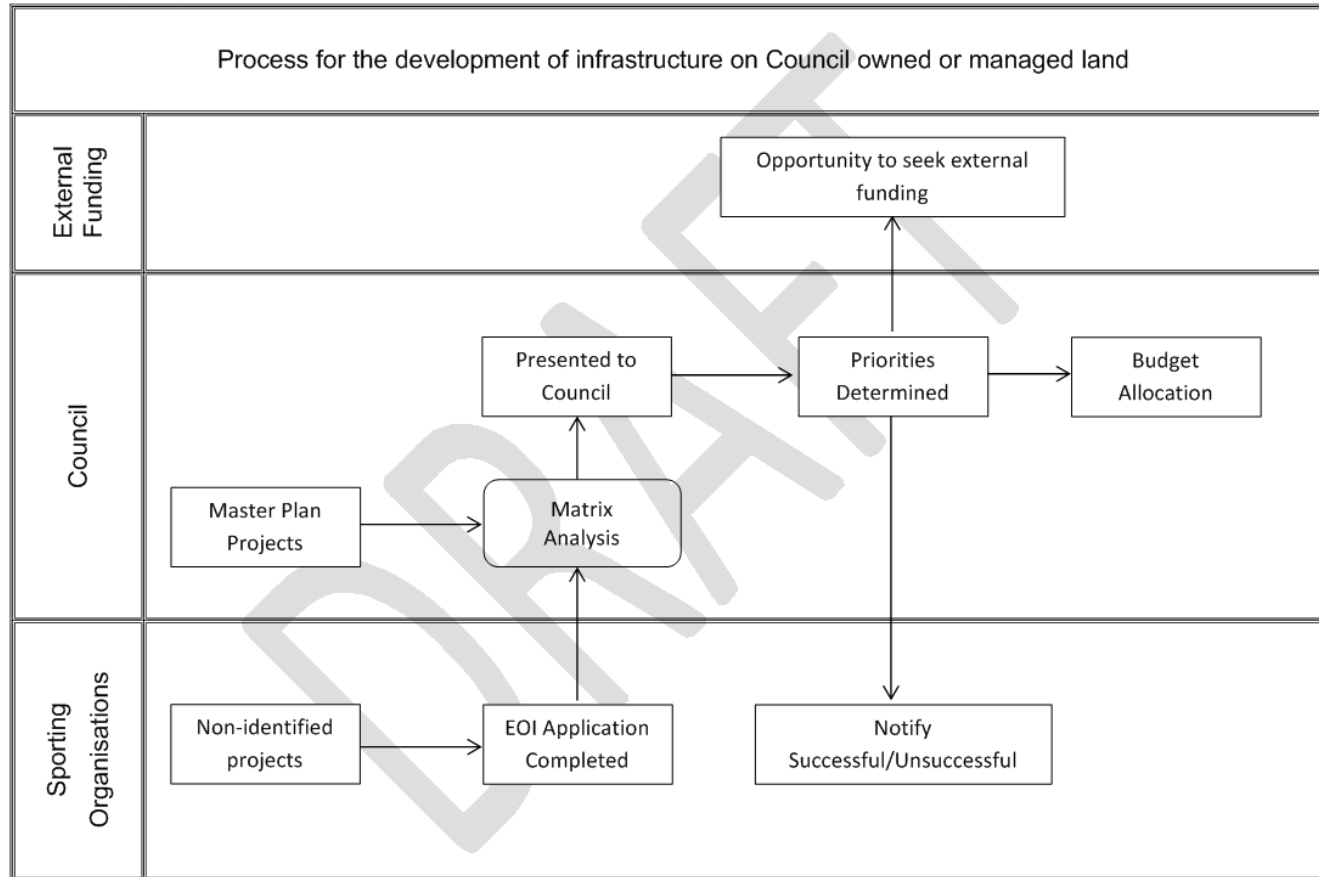 Process for the development of infrastructure on Council owned or managed land
External
Funding
Opportunity to seek external
funding
Council
Presented to
Council
Priorities
Determined
Budget
Allocation
Master Plan
Projects
Matrix
Analysis
Sporting
Organisations
Non-identified
projects
EOI Application
Completed
Notify
Successful/Unsuccessful
DRAFT